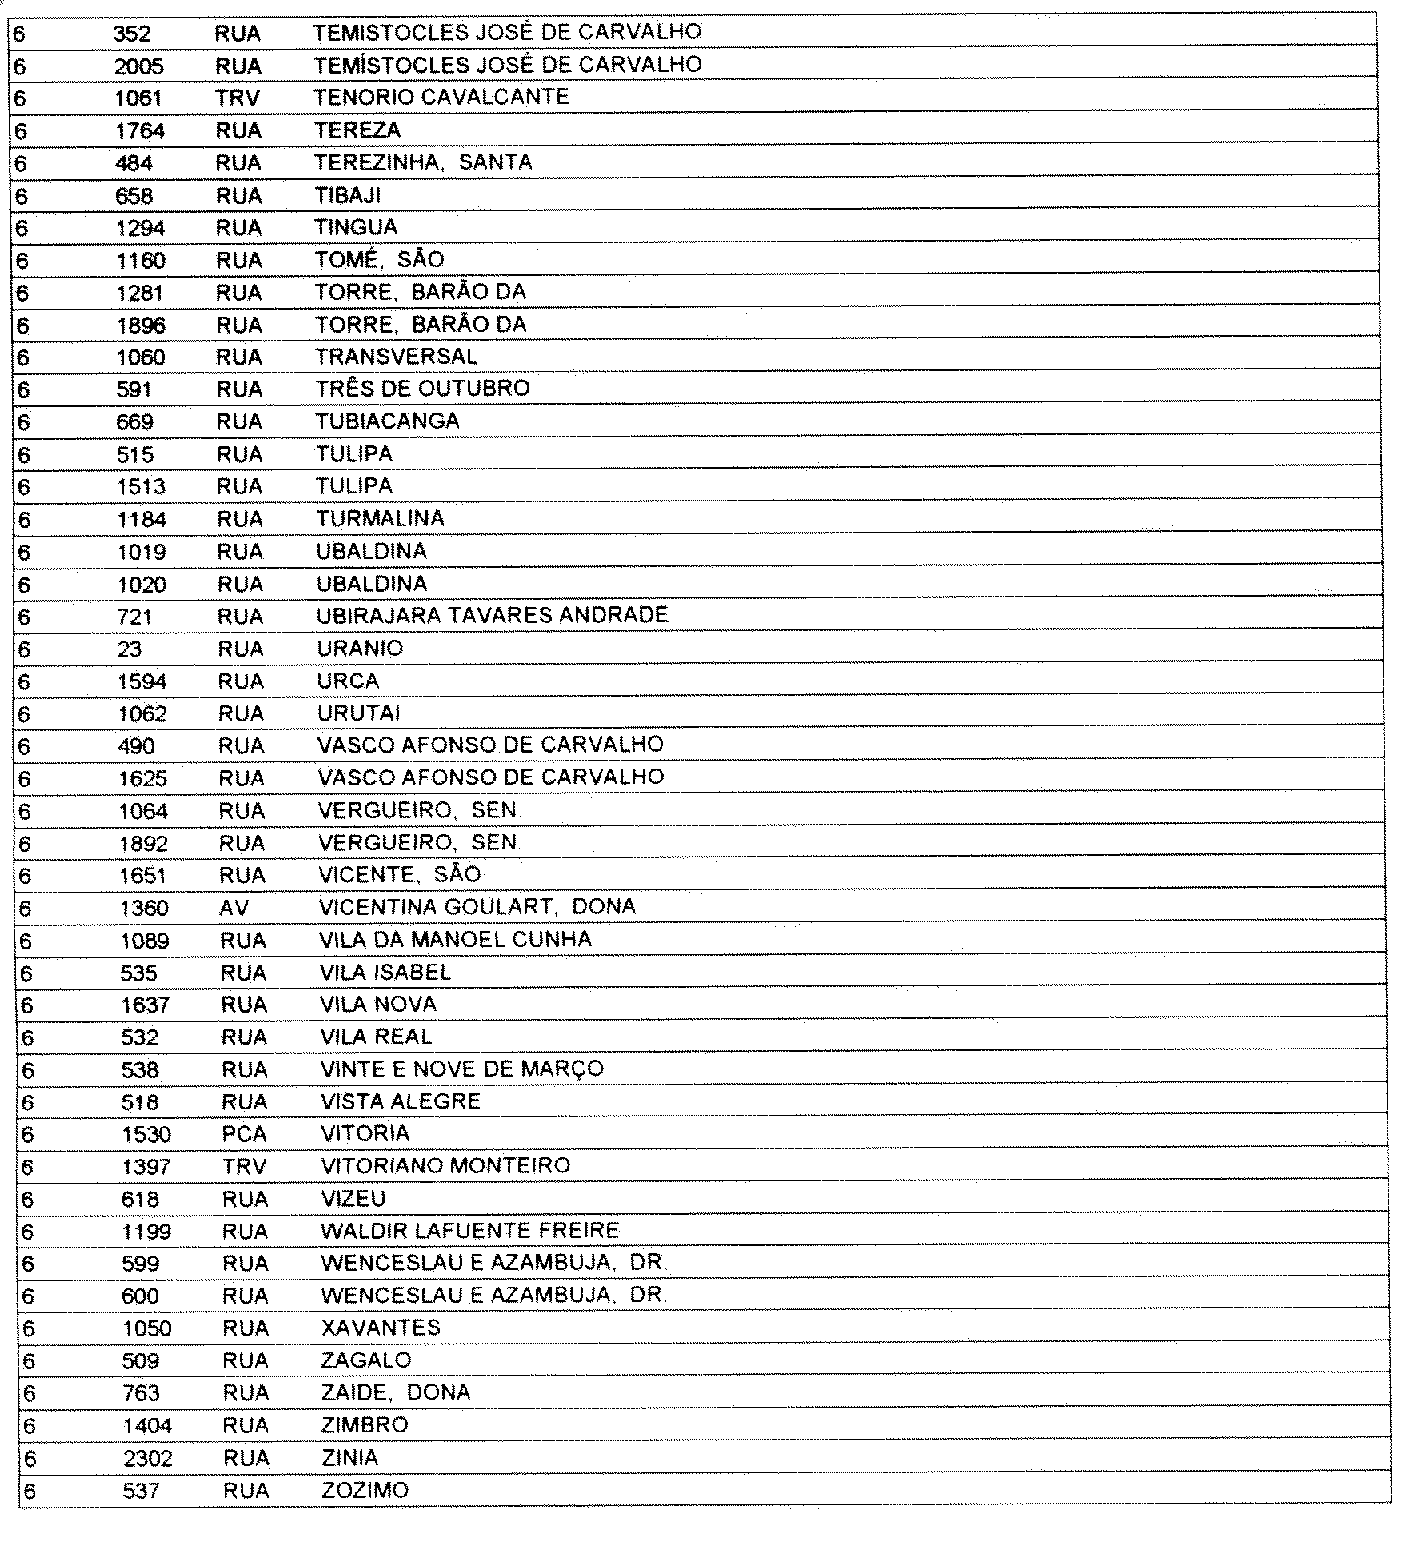 6 352 RUA TEMISTOCLES JOSÉ DE CARVALHO
6 2005 RUA TEMÍSTOCLES JOSÉ DE CARVALHO
6 1061 TRV TENORIO CAVALCANTE
6 1764 RUA TEREZA
6 484 RUA TEREZINHA, SANTA
6 658 RUA TIBAJI
6 1294 RUA TINGUA
6 1160 RUA TOMÉ, SÃO
6 1281 RUA TORRE, BARÃO DA
6 1896 RUA TORRE, BARÃO DA
6 1060 RUA TRANSVERSAL
6 591 RUA TRÊS DE OUTUBRO
6 669 RUA TUBIACANGA
6 515 RUA TULIPA
6 1513 RUA TULIPA
6 1184 RUA TURMALINA
6 1019 RUA UBALDINA
6 1020 RUA UBALDINA
6 721 RUA UBIRAJARA TAVARES ANDRADE
6 23 RUA URANIO
6 1594 RUA URCA
6 1062 RUA URUTAI
6 490 RUA VASCO AFONSO DE CARVALHO
6 1625 RUA VASCO AFONSO DE CARVALHO
6 1064 RUA VERGUEIRO, SEN.
6 1892 RUA VERGUEIRO, SEN.
6 1651 RUA VICENTE, SÃO
6 1360 AV VICENTINA GOULART, DONA
6 1089 RUA VILA DA MANOEL CUNHA
6 535 RUA VILA ISABEL
6 1637 RUA VILA NOVA
6 532 RUA VILA REAL
6 538 RUA VINTE E NOVE DE MARÇO
6 518 RUA VISTA ALEGRE
6 1530 PCA VITORIA
6 1397 TRV VITORIANO MONTEIRO
6 618 RUA VIZEU
6 1199 RUA WALDIR LAFUENTE FREIRE
6 599 RUA WENCESLAU E AZAMBUJA, DR.
6 600 RUA WENCESLAU E AZAMBUJA, DR.
6 1050 RUA XAVANTES
6 509 RUA ZAGALO
6 763 RUA ZAIDE, DONA
6 1404 RUA ZIMBRO
6 2302 RUA ZINIA
6 537 RUA ZOZIMO